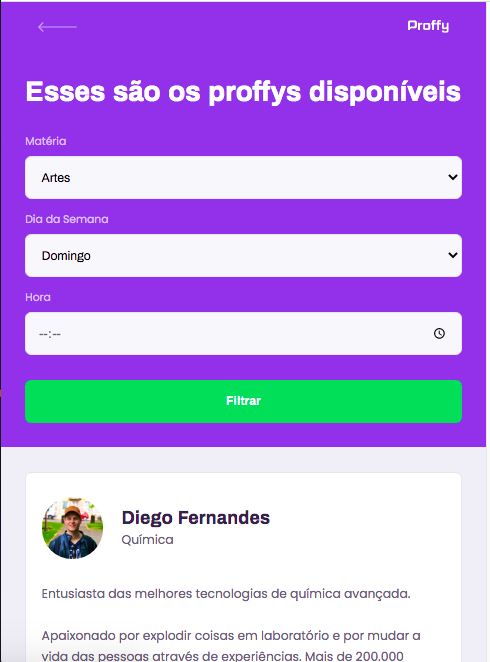 Proffy
Esses são os proffys disponíveis
Matéria
Artes
Dia da Semana
Domingo
Hora
--:--
Filtrar
Diego Fernandes
Química
Entusiasta das melhores tecnologias de química avançada.
Apaixonado por explodir coisas em laboratório e por mudar a
vida das pessoas através de experiências. Mais de 200.000